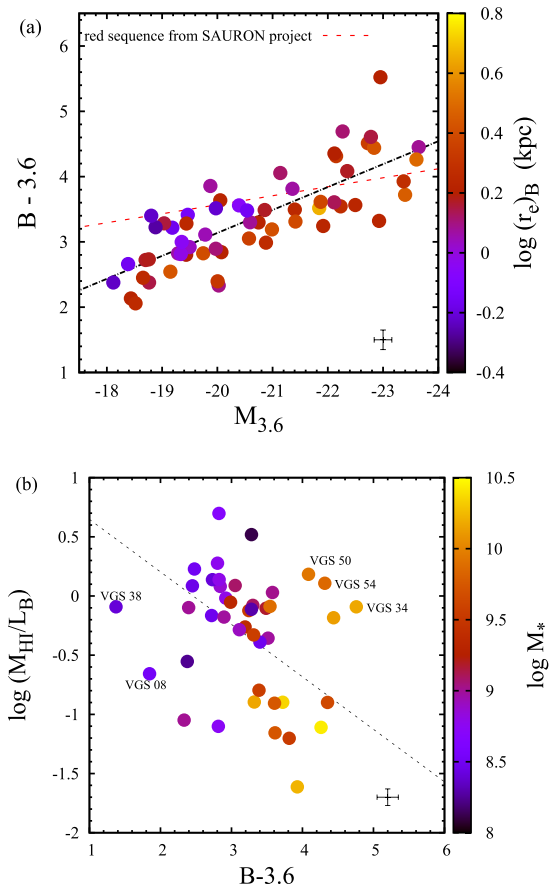 (a)
red sequence from SAURON project
B - 3.6
6
5
4
3
2
1
-18 -19 -20 -21 -22 -23 -24
M3.6
0.8
0.6
0.4
0.2
0
-0.2
-0.4
log (re)B (kpc)
(b)
log (MHI/LB)
1
0.5
0
-0.5
-1
-1.5
-2
VGS 50
VGS 54
VGS 38
VGS 34
VGS 08
1 2 3 4 5 6
B-3.6
10.5
10
9.5
9
8.5
8
log M*